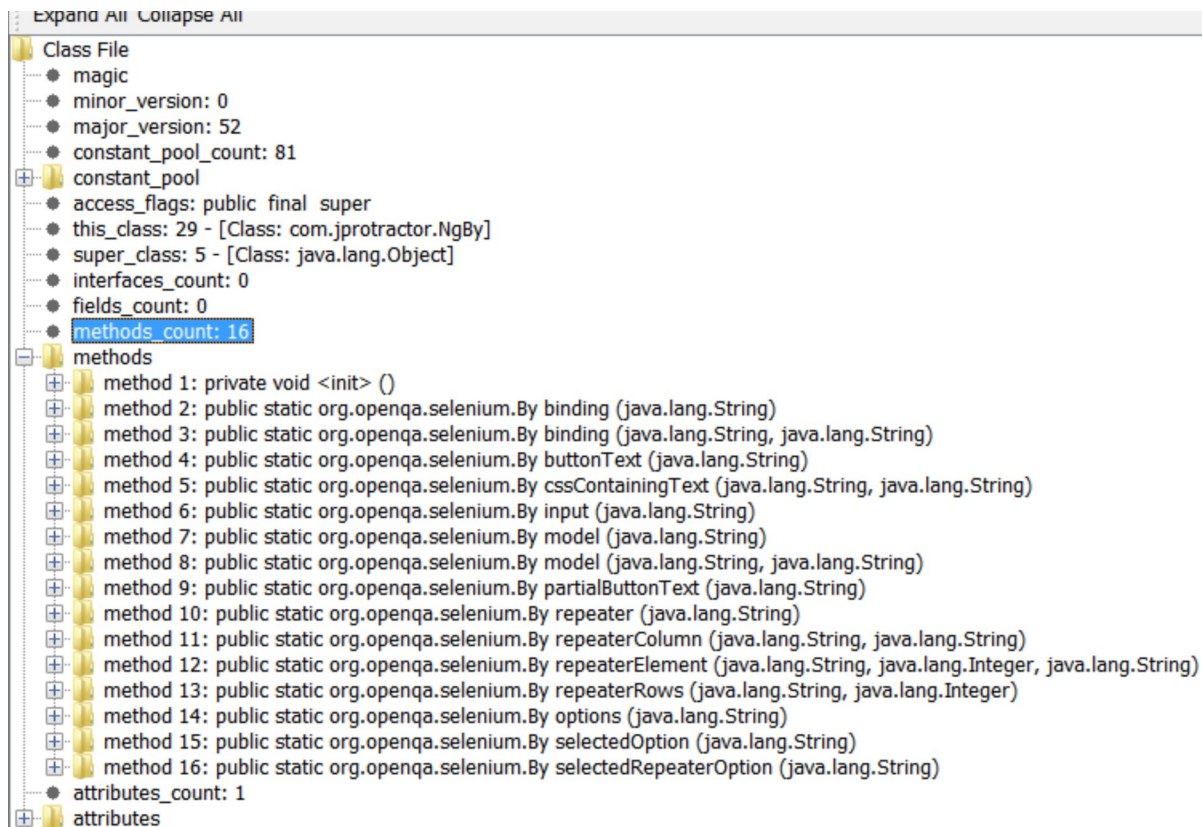 Expand All Collapse All
Class File
magic
minor_version: 0
major_version: 52
constant_pool_count: 81
constant_pool
access_flags: public final super
this_class: 29 - [Class: com.jprotractor.NgBy]
super_class: 5 - [Class: java.lang.Object]
interfaces_count: 0
fields_count: 0
methods_count: 16
methods
method 1: private void <init> ()
method 2: public static org.openqa.selenium.By binding (java.lang.String)
method 3: public static org.openqa.selenium.By binding (java.lang.String, java.lang.String)
method 4: public static org.openqa.selenium.By buttonText (java.lang.String)
method 5: public static org.openqa.selenium.By cssContainingText (java.lang.String, java.lang.String)
method 6: public static org.openqa.selenium.By input (java.lang.String)
method 7: public static org.openqa.selenium.By model (java.lang.String)
method 8: public static org.openqa.selenium.By model (java.lang.String, java.lang.String)
method 9: public static org.openqa.selenium.By partialButtonText (java.lang.String)
method 10: public static org.openqa.selenium.By repeater (java.lang.String)
method 11: public static org.openqa.selenium.By repeaterColumn (java.lang.String, java.lang.String)
method 12: public static org.openqa.selenium.By repeaterElement (java.lang.String, java.lang.Integer, java.lang.String)
method 13: public static org.openqa.selenium.By repeaterRows (java.lang.String, java.lang.Integer)
method 14: public static org.openqa.selenium.By options (java.lang.String)
method 15: public static org.openqa.selenium.By selectedOption (java.lang.String)
method 16: public static org.openqa.selenium.By selectedRepeaterOption (java.lang.String)
attributes_count: 1
attributes